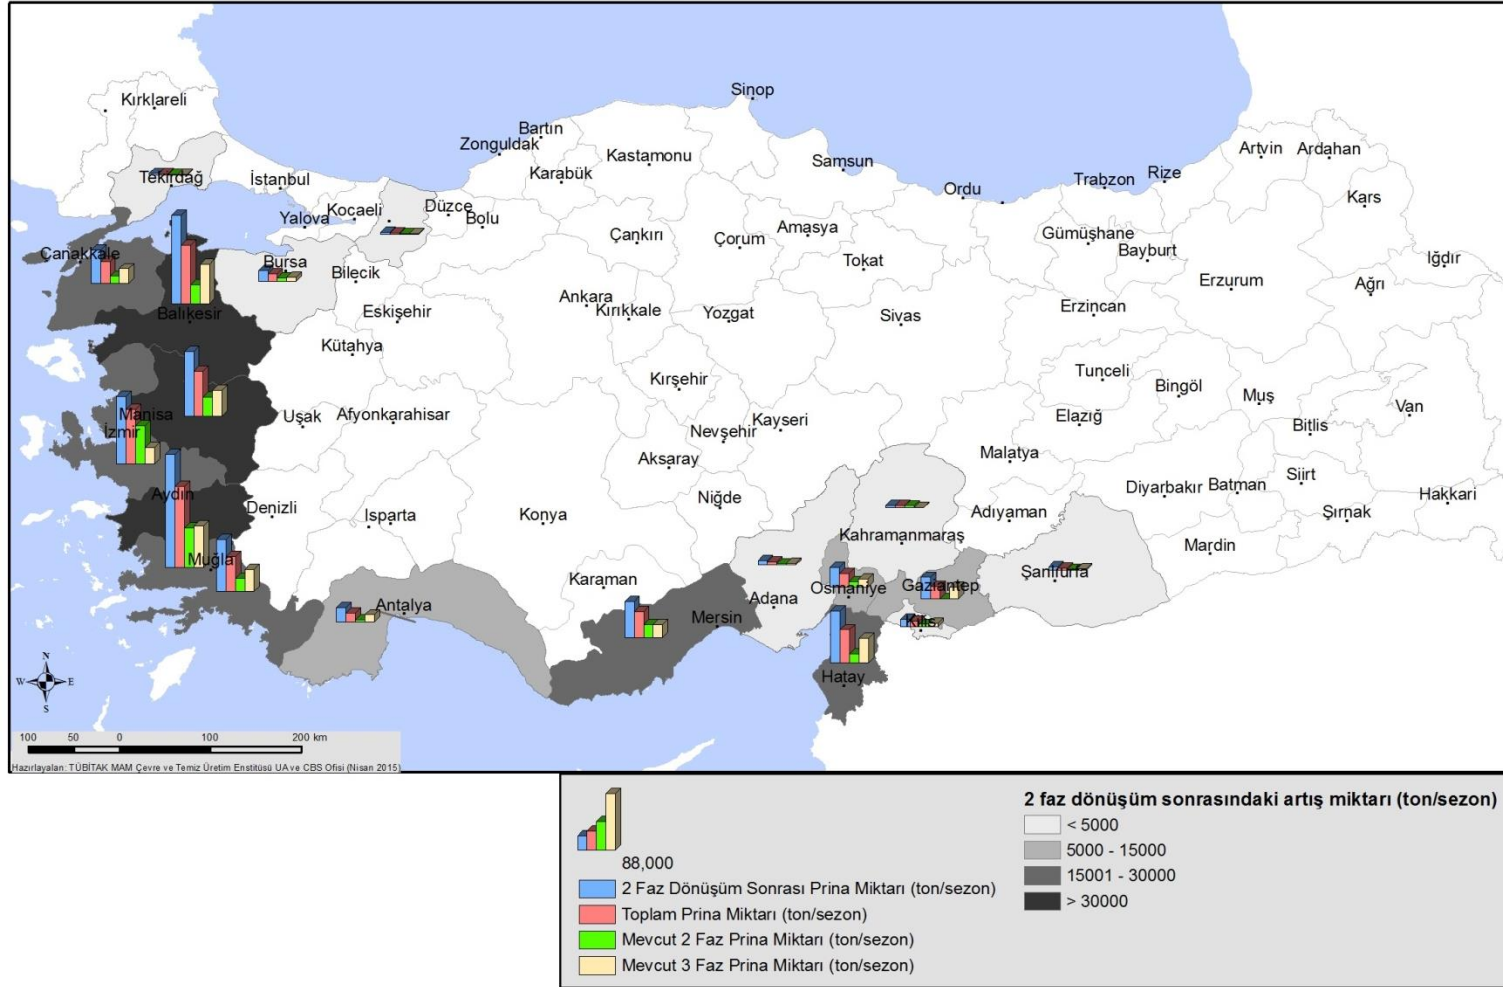 Sinop
Kırklareli
Bartın
Zonguldak
Kastamonu
Karabük
Samsun
Artvin
Ardahan
Rize
Trabzon
Ordu
Kars
Tekirdağ
İstanbul
Kocaeli
Yalova
Düzce
Bolu
Çankırı
Çorum
Amasya
Tokat
Gümüşhane
Bayburt
Erzurum
Iğdır
Ağrı
Çanakkale
Bursa
Bilecik
Eskişehir
Ankara
Kırıkkale
Yozgat
Sivas
Erzincan
Balıkesir
Kütahya
Kırşehir
Tunceli
Bingöl
Muş
Van
Manisa
İzmir
Uşak
Afyonkarahisar
Nevşehir
Kayseri
Elazığ
Bitlis
Aksaray
Malatya
Siirt
Aydın
Denizli
Isparta
Konya
Niğde
Kahramanmaraş
Adıyaman
Diyarbakır
Batman
Şırnak
Hakkari
Mardin
Muğla
Antalya
Karaman
Mersin
Adana
Osmaniye
Gaziantep
Şanlıurfa
Kilis
Hatay
N
W E
S
100 50 0 100 200 km
Hazırlayalan: TÜBİTAK MAM Çevre ve Temiz Üretim Enstitüsü UA ve CBS Ofisi (Nisan 2015)
88,000
2 Faz Dönüşüm Sonrası Prina Miktarı (ton/sezon)
Toplam Prina Miktarı (ton/sezon)
Mevcut 2 Faz Prina Miktarı (ton/sezon)
Mevcut 3 Faz Prina Miktarı (ton/sezon)
2 faz dönüşüm sonrasındaki artış miktarı (ton/sezon)
< 5000
5000 - 15000
15001 - 30000
> 30000